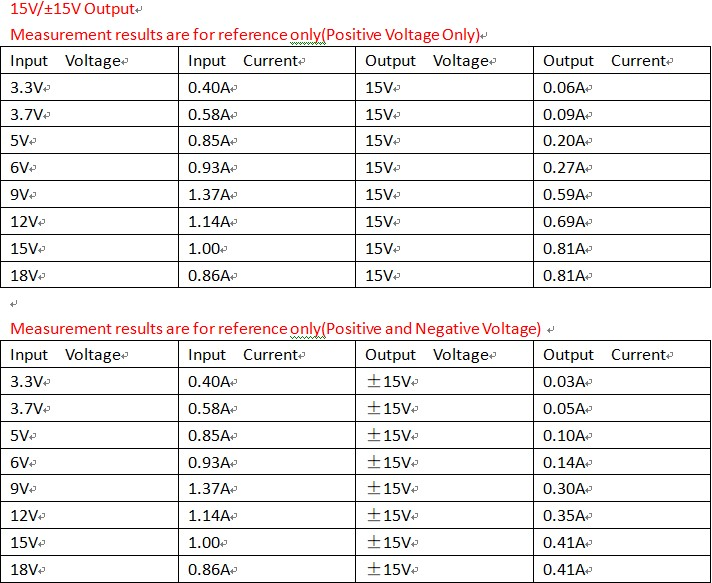 15V/±15V Output
Measurement results are for reference only(Positive Voltage Only)
Input Voltage Input Current Output Voltage Output Current
3.3V 0.40A 15V 0.06A
3.7V 0.58A 15V 0.09A
5V 0.85A 15V 0.20A
6V 0.93A 15V 0.27A
9V 1.37A 15V 0.59A
12V 1.14A 15V 0.69A
15V 1.00 15V 0.81A
18V 0.86A 15V 0.81A
Measurement results are for reference only(Positive and Negative Voltage)
Input Voltage Input Current Output Voltage Output Current
3.3V 0.40A ±15V 0.03A
3.7V 0.58A ±15V 0.05A
5V 0.85A ±15V 0.10A
6V 0.93A ±15V 0.14A
9V 1.37A ±15V 0.30A
12V 1.14A ±15V 0.35A
15V 1.00 ±15V 0.41A
18V 0.86A ±15V 0.41A